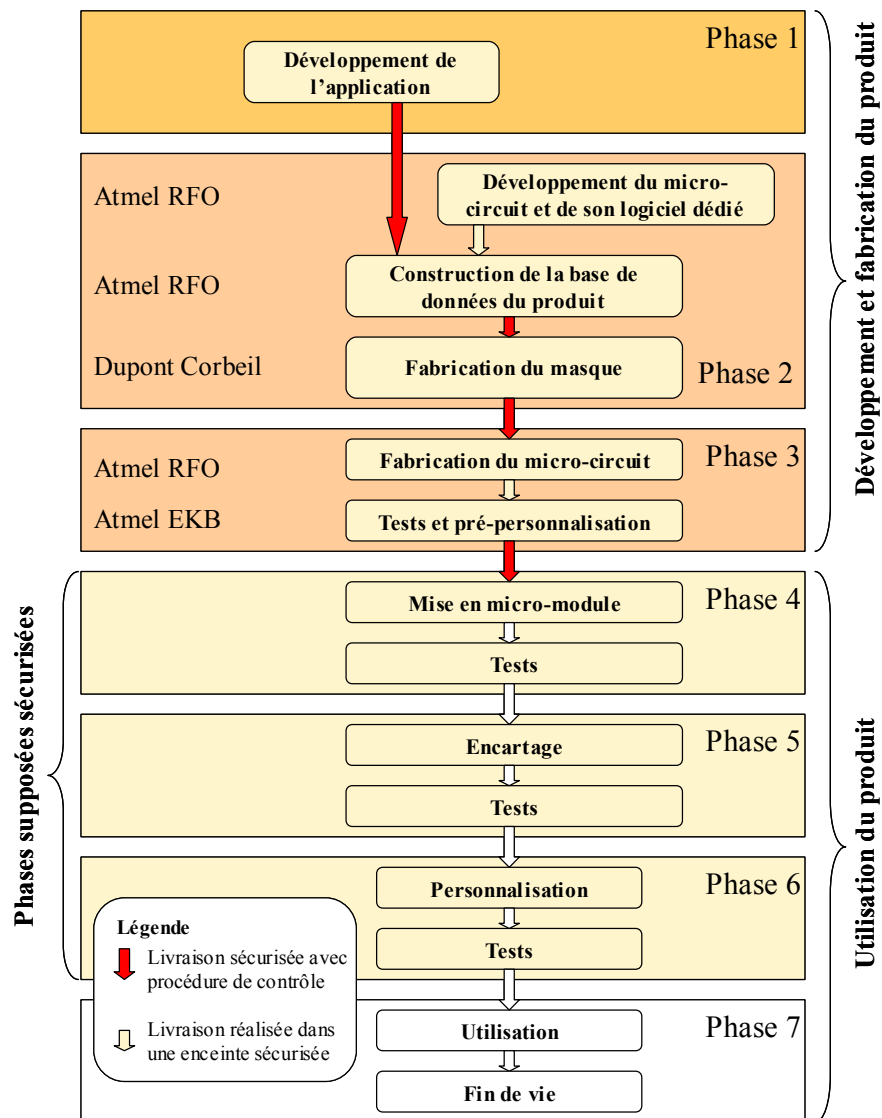 Phase 1
Développement de
l'application
Développement et fabrication du produit
Atmel RFO
Développement du micro-
circuit et de son logiciel dédié
Atmel RFO
Construction de la base de
données du produit
Dupont Corbeil
Fabrication du masque
Phase 2
Phase 3
Atmel RFO
Fabrication du micro-circuit
Atmel EKB
Tests et pré-personnalisation
Phases supposées sécurisées
Phase 4
Mise en micro-module
Tests
Utilisation du produit
Phase 5
Encartage
Tests
Phase 6
Personnalisation
Tests
Légende
Livraison sécurisée avec
procédure de contrôle
Livraison réalisée dans
une enceinte sécurisée
Phase 7
Utilisation
Fin de vie